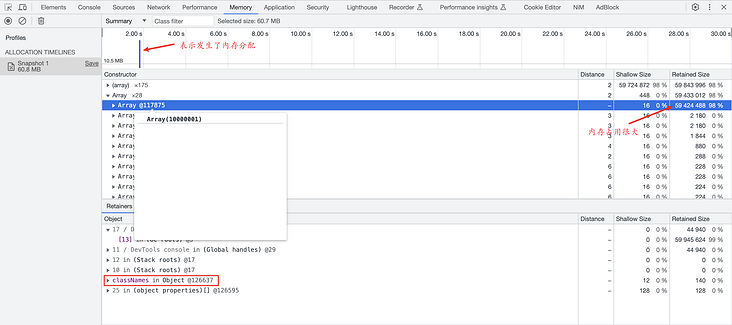 Elements Console Sources Network Performance Memory Application Security Lighthouse Recorder Performance insights Cookie Editor NiM AdBlock
Summary Class filter Selected size: 60.7 MB
Profiles
ALLOCATION TIMELINES
Snapshot 1 Save
60.8 MB
2.00 s 4.00 s 6.00 s 8.00 s 10.00 s 12.00 s 14.00 s 16.00 s 18.00 s 20.00 s 22.00 s 24.00 s 26.00 s 28.00 s 30.00 s
表示发生了内存分配
10.5 MB
Constructor Distance Shallow Size Retained Size
(array) ×175 2 59 724 872 98 % 59 843 996 98 %
Array ×28 2 448 0 % 59 433 012 98 %
Array @117875 – 16 0 % 59 424 488 98 %
Array(10000001)
Array 3 16 0 % 2 180 0 %
Array 3 16 0 % 2 180 0 %
内存占用很大
Array 3 16 0 % 1 844 0 %
Array 4 16 0 % 880 0 %
Array 2 16 0 % 288 0 %
Array 6 16 0 % 228 0 %
Array 6 16 0 % 228 0 %
Array 6 16 0 % 224 0 %
Array 6 16 0 % 224 0 %
Retainers
Object Distance Shallow Size Retained Size
17 / D – 0 0 % 44 940 0 %
[13] in (GC roots) @3 – 0 0 % 59 945 624 99 %
11 / DevTools console in (Global handles) @29 – 0 0 % 44 940 0 %
12 in (Stack roots) @17 – 0 0 % 0 0 %
10 in (Stack roots) @17 – 0 0 % 0 0 %
classNames in Object @126637 – 12 0 % 140 0 %
25 in (object properties)[] @126595 – 128 0 % 128 0 %